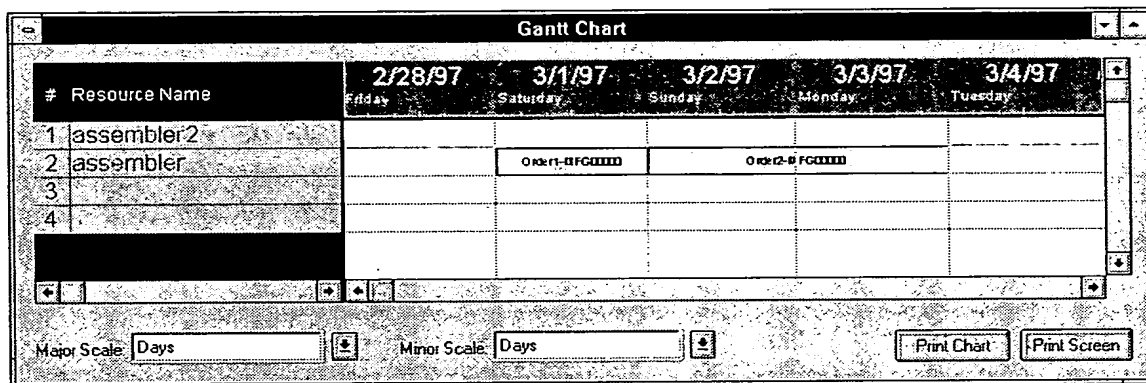 Gantt Chart
# Resource Name
2/28/97 3/1/97 3/2/97 3/3/97 3/4/97
Friday Saturday Sunday Monday Tuesday
1 assembler2
2 assembler
3
4
Major Scale: Days
Minor Scale: Days
Print Chart
Print Screen